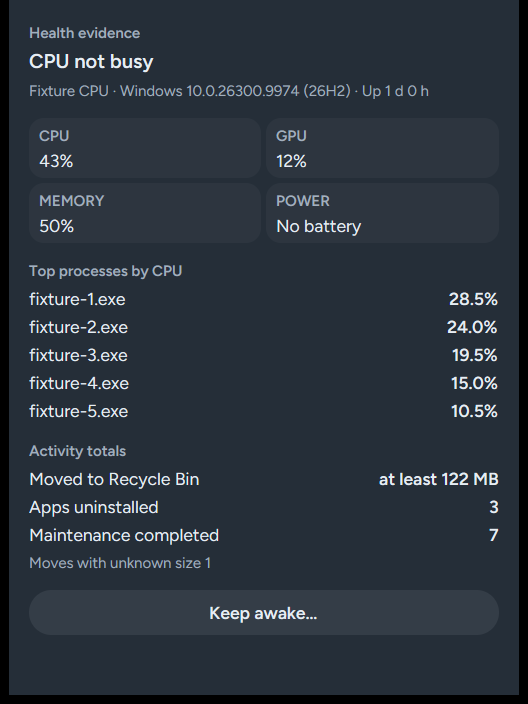 Health evidence
CPU not busy
Fixture CPU · Windows 10.0.26300.9974 (26H2) · Up 1 d 0 h
CPU
43%
GPU
12%
MEMORY
50%
POWER
No battery
Top processes by CPU
fixture-1.exe 28.5%
fixture-2.exe 24.0%
fixture-3.exe 19.5%
fixture-4.exe 15.0%
fixture-5.exe 10.5%
Activity totals
Moved to Recycle Bin at least 122 MB
Apps uninstalled 3
Maintenance completed 7
Moves with unknown size 1
Keep awake...